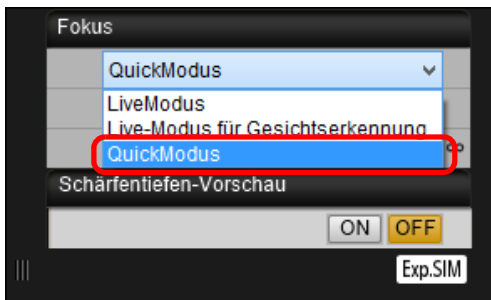 Fokus
QuickModus
LiveModus
Live-Modus für Gesichtserkennung
QuickModus
Schärfentiefen-Vorschau
ON OFF
Exp.SIM